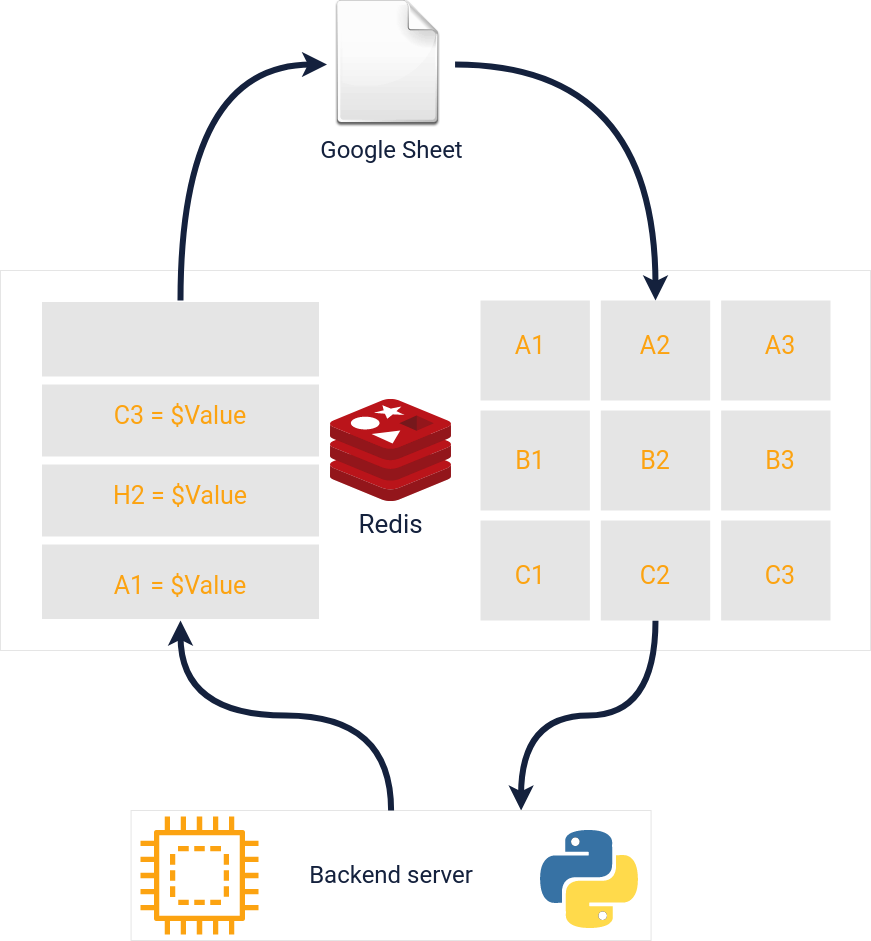 Google Sheet
C3 = $Value
H2 = $Value
A1 = $Value
Redis
A1 A2 A3
B1 B2 B3
C1 C2 C3
Backend server